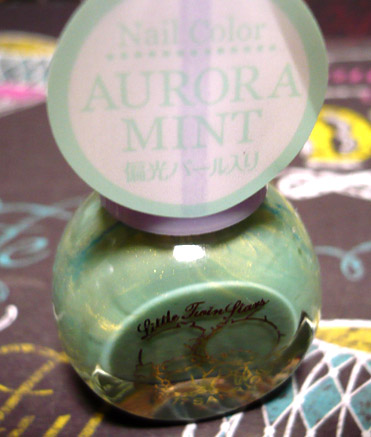 Nail Color
AURORA
MINT
偏光パール入り
Little Twin Stars